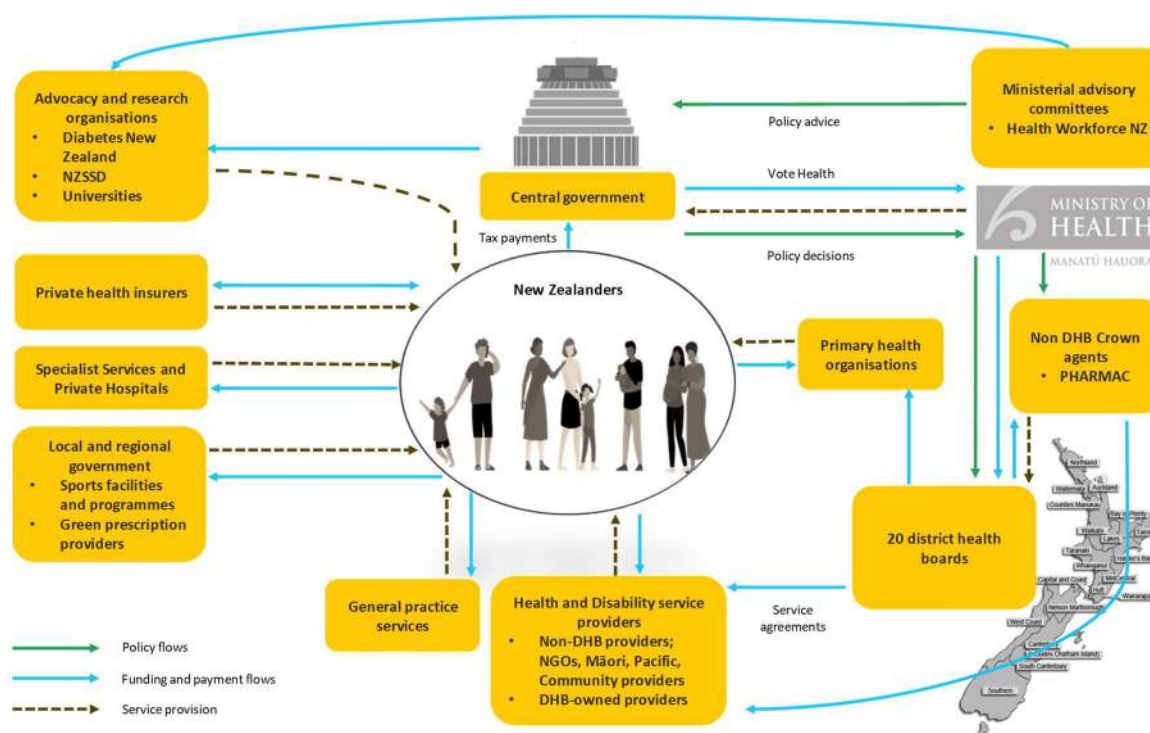 Advocacy and research
organisations
• Diabetes New
Zealand
• NZSSD
• Universities
Ministerial advisory
committees
• Health Workforce NZ
Policy advice
Vote Health
Central government
MINISTRY OF
HEALTH
MANATŪ HAUORA
Tax payments
Policy decisions
Private health insurers
New Zealanders
Specialist Services and
Private Hospitals
Primary health
organisations
Non DHB Crown
agents
• PHARMAC
Local and regional
government
• Sports facilities
and programmes
• Green prescription
providers
20 district health
boards
Northland
Waitemata
Auckland
Counties Manukau
Waikato
Lakes
Taranaki
Whanganui
MidCentral
Capital and Coast
Hutt
Wairarapa
Nelson Marlborough
West Coast
Canterbury
South Canterbury
Southern
General practice
services
Health and Disability service
providers
• Non-DHB providers;
NGOs, Māori, Pacific,
Community providers
• DHB-owned providers
Service
agreements
Policy flows
Funding and payment flows
Service provision